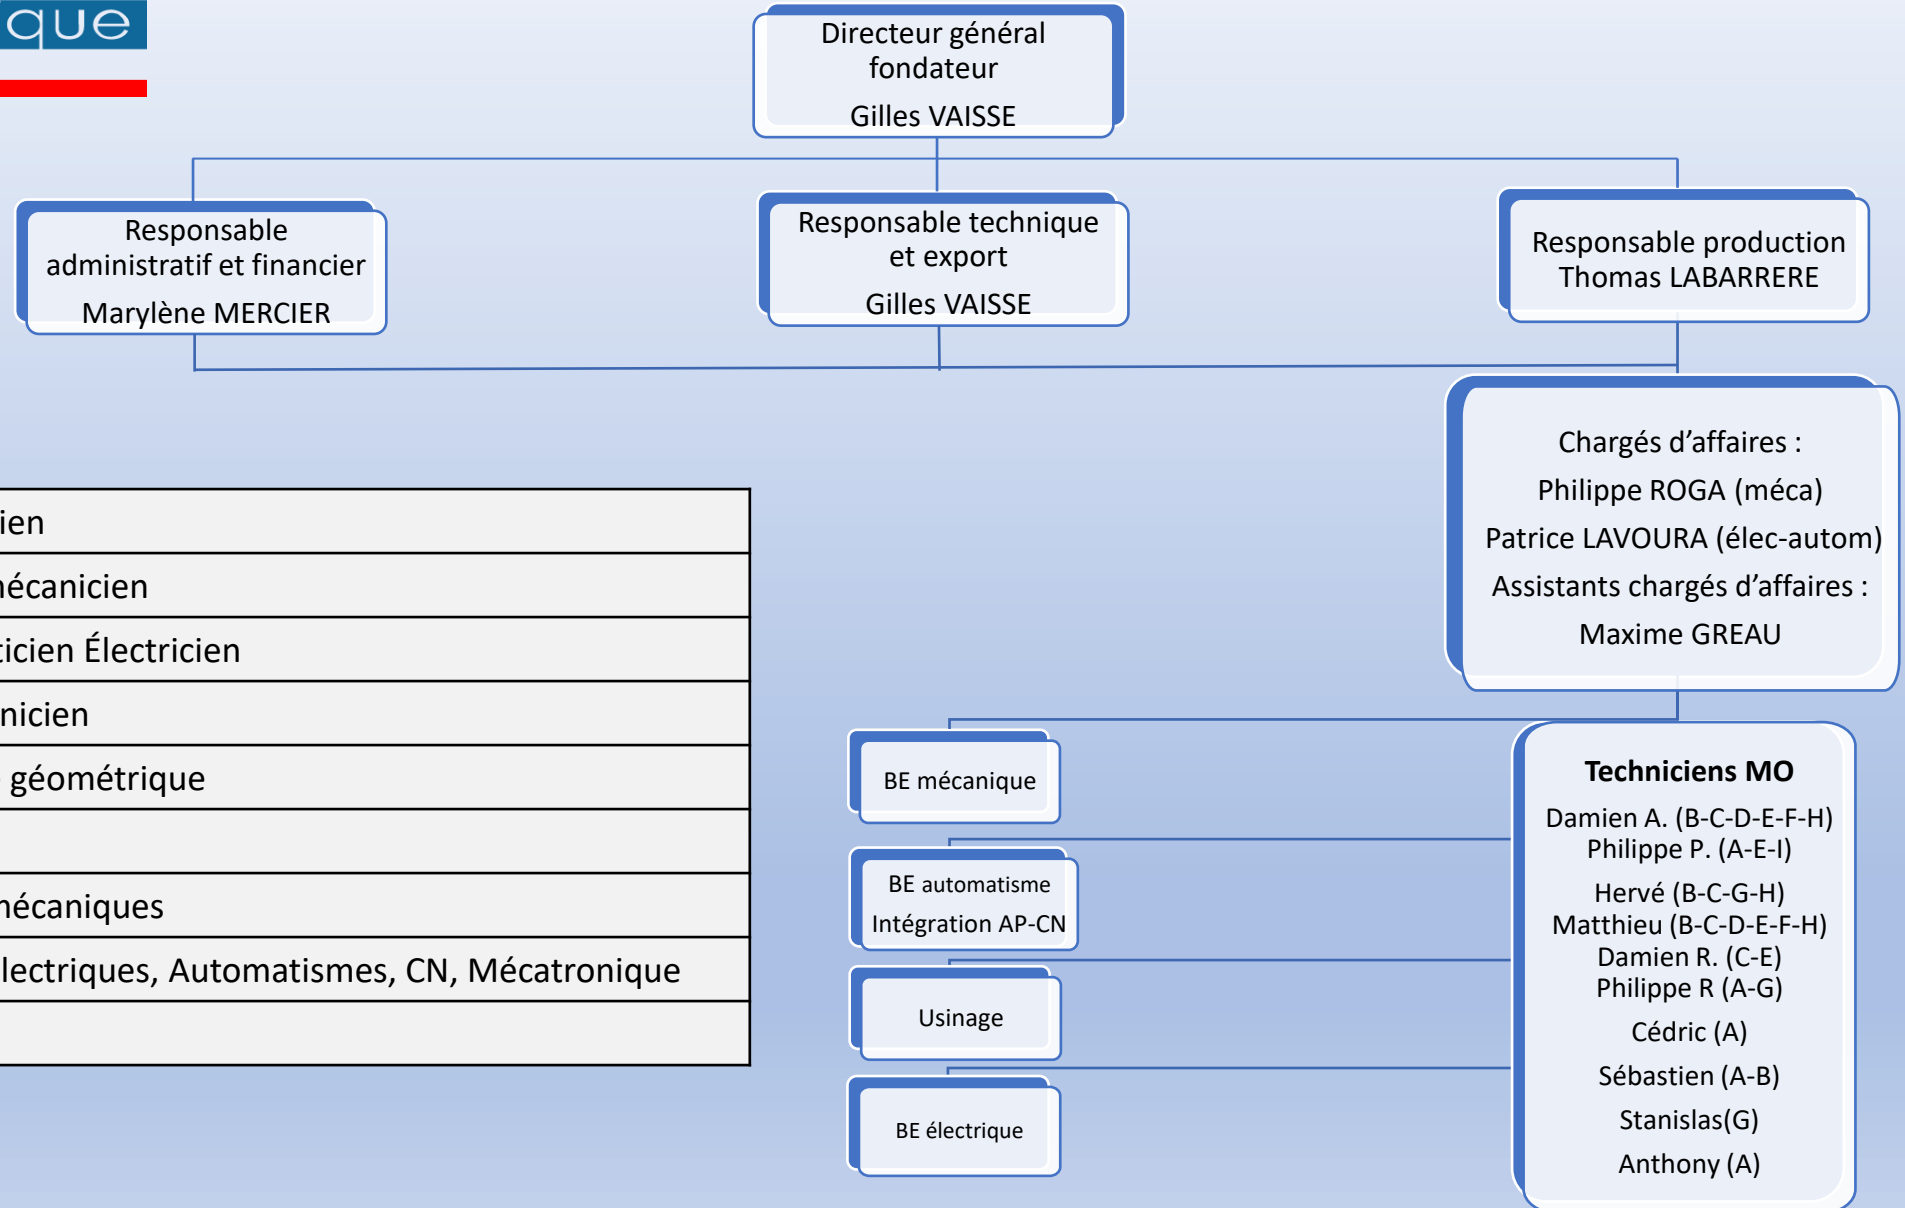 que
Directeur général
fondateur
Gilles VAISSE
Responsable
administratif et financier
Marylène MERCIER
Responsable technique
et export
Gilles VAISSE
Responsable production
Thomas LABARRERE
Chargés d’affaires :
Philippe ROGA (méca)
Patrice LAVOURA (élec-autom)
Assistants chargés d’affaires :
Maxime GREAU
ien
nécanicien
ticien Électricien
nicien
géométrique
nécaniques
lectriques, Automatismes, CN, Mécatronique
BE mécanique
BE automatisme
Intégration AP-CN
Usinage
BE électrique
Techniciens MO
Damien A. (B-C-D-E-F-H)
Philippe P. (A-E-I)
Hervé (B-C-G-H)
Matthieu (B-C-D-E-F-H)
Damien R. (C-E)
Philippe R (A-G)
Cédric (A)
Sébastien (A-B)
Stanislas(G)
Anthony (A)